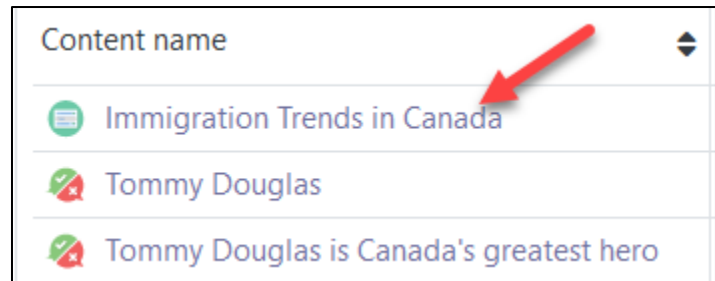 Content name
Immigration Trends in Canada
Tommy Douglas
Tommy Douglas is Canada's greatest hero